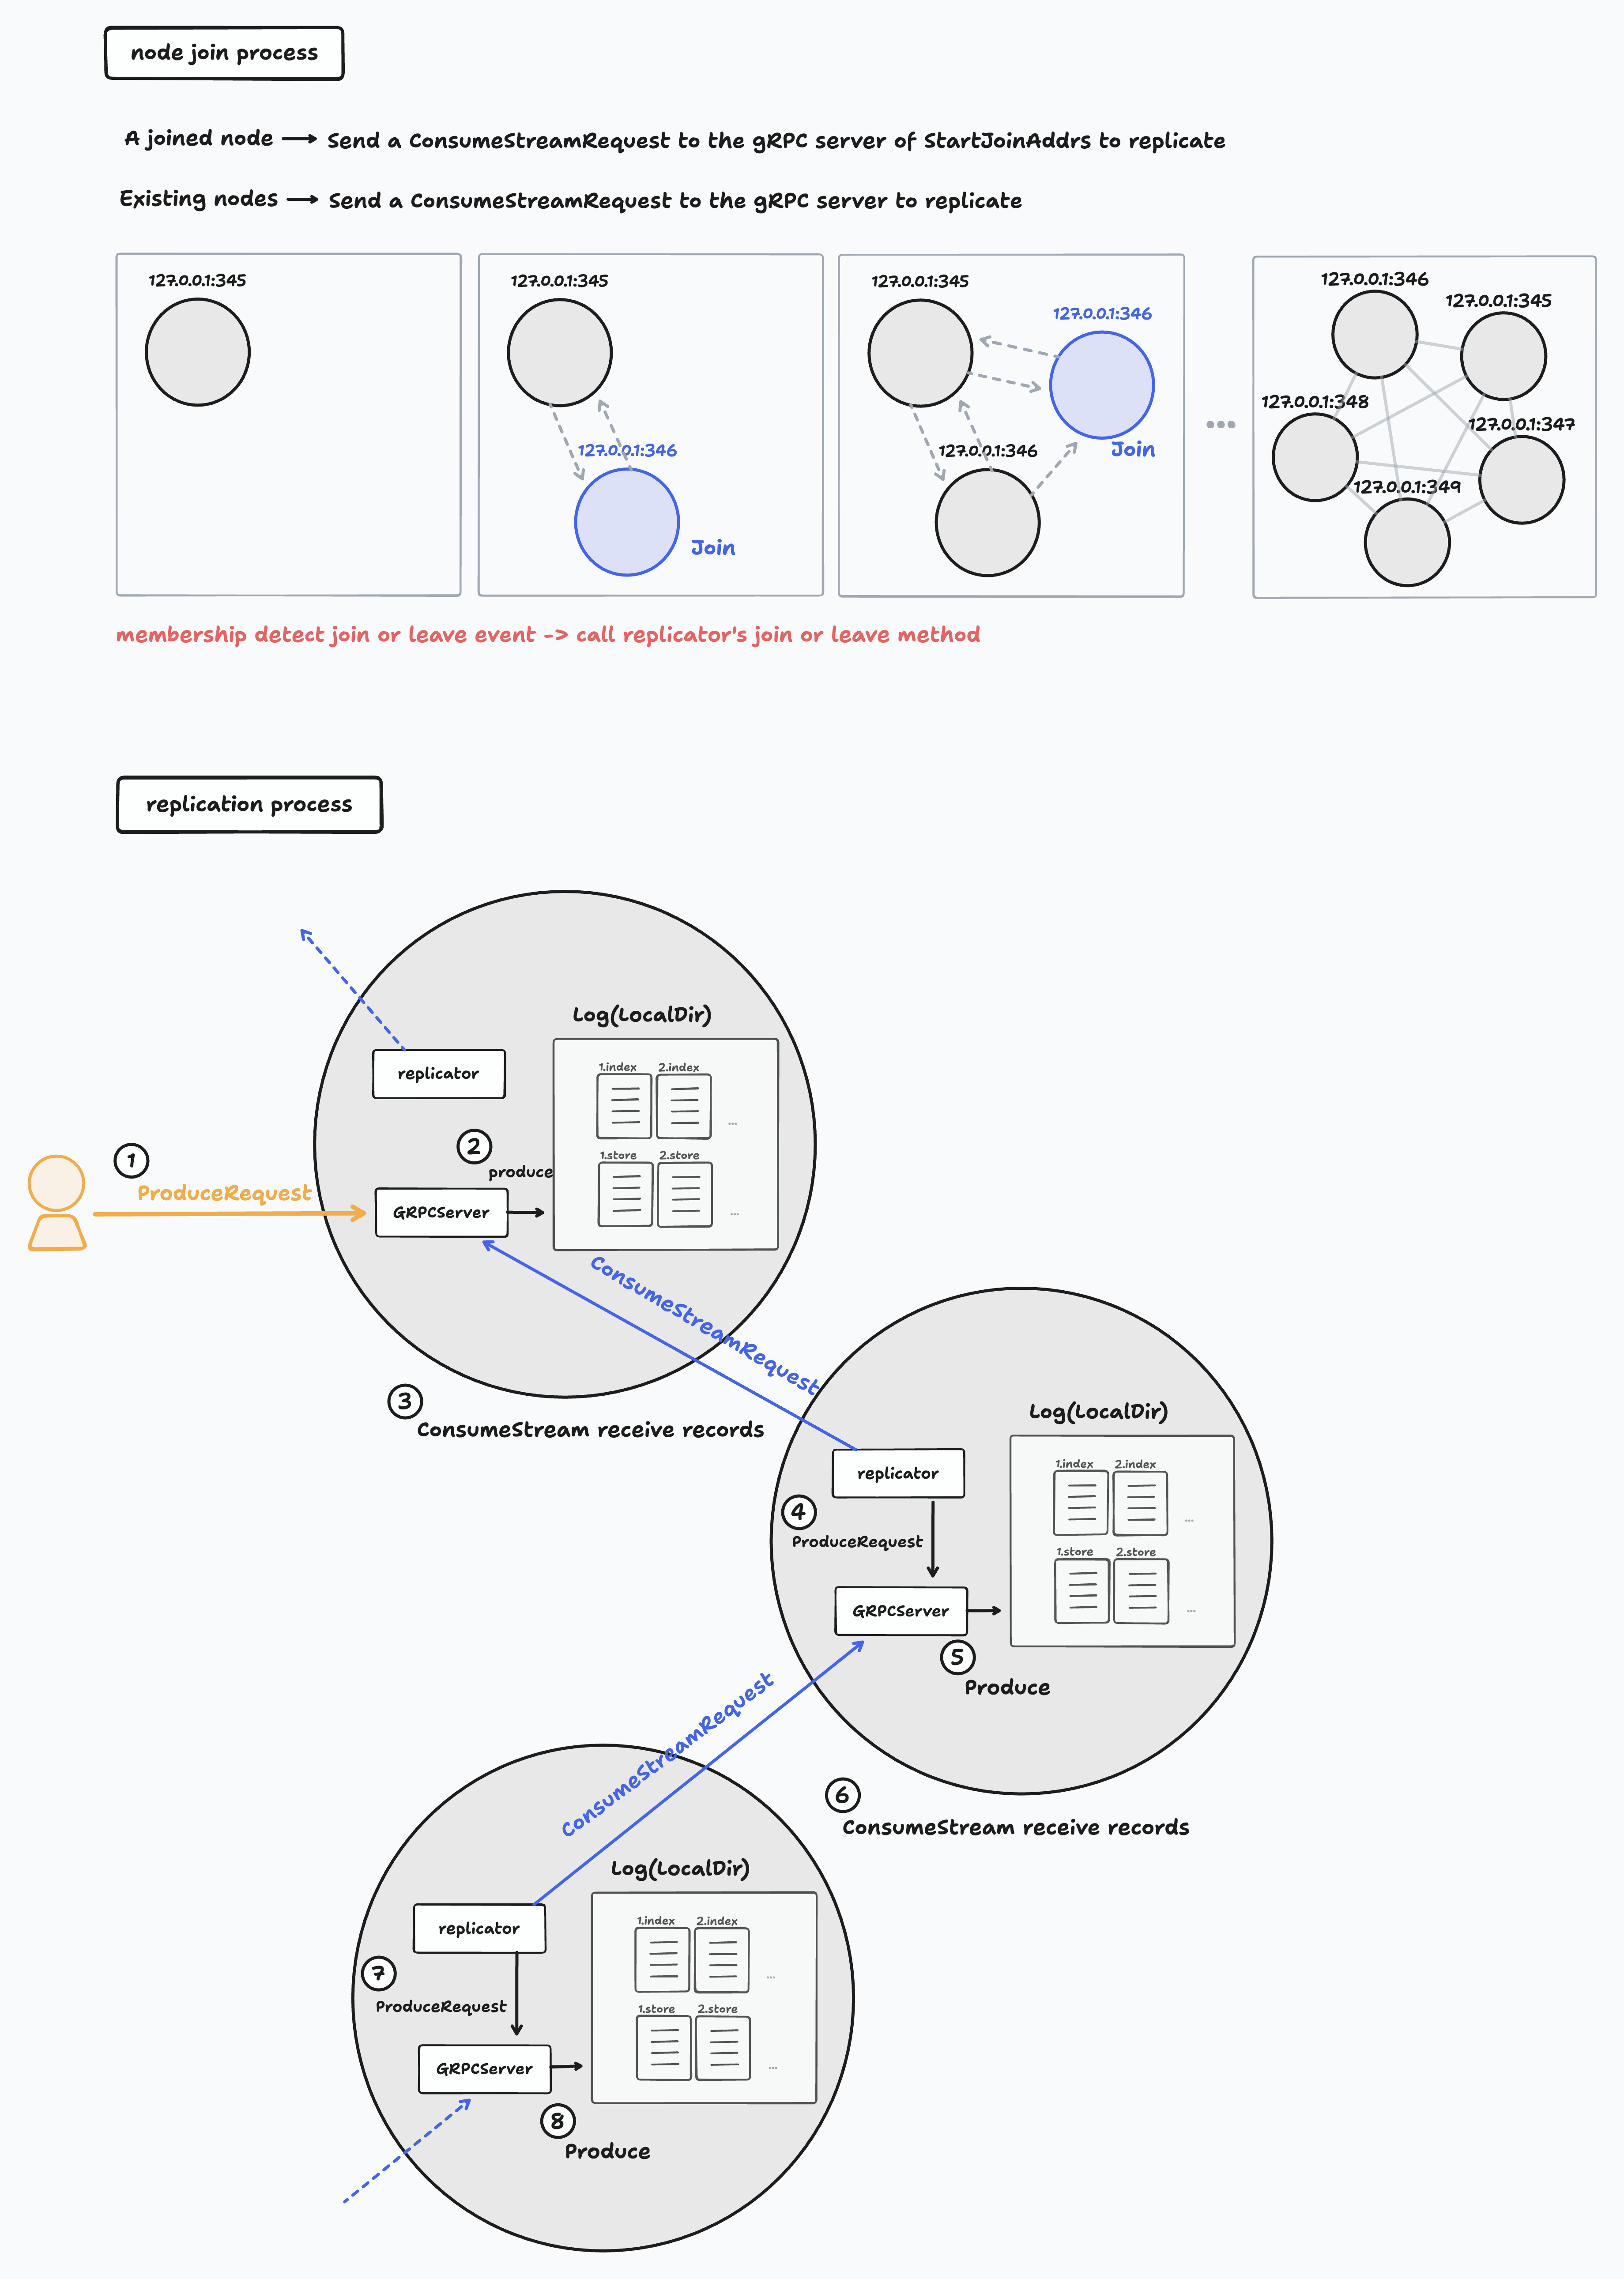 node join process
A joined node → Send a ConsumeStreamRequest to the gRPC server of StartJoinAddrs to replicate
Existing nodes → Send a ConsumeStreamRequest to the gRPC server to replicate
127.0.0.1:345
127.0.0.1:345
127.0.0.1:346
Join
127.0.0.1:345
127.0.0.1:346
127.0.0.1:346
Join
...
127.0.0.1:346
127.0.0.1:345
127.0.0.1:348
127.0.0.1:347
127.0.0.1:349
membership detect join or leave event -> call replicator's join or leave method
replication process
Log(LocalDir)
replicator
1.index 2.index
...
1
ProduceRequest
2
produce
1.store 2.store
...
GRPCServer
ConsumeStreamRequest
3
ConsumeStream receive records
Log(LocalDir)
replicator
1.index 2.index
...
4
ProduceRequest
1.store 2.store
...
GRPCServer
5
Produce
ConsumeStreamRequest
6
ConsumeStream receive records
Log(LocalDir)
replicator
1.index 2.index
...
7
ProduceRequest
1.store 2.store
...
GRPCServer
8
Produce